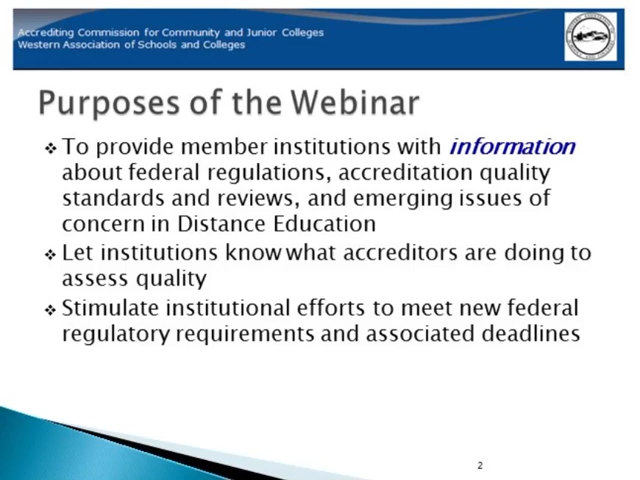 Accrediting Commission for Community and Junior Colleges
Western Association of Schools and Colleges
Purposes of the Webinar
❖ To provide member institutions with information
about federal regulations, accreditation quality
standards and reviews, and emerging issues of
concern in Distance Education
❖ Let institutions know what accreditors are doing to
assess quality
❖ Stimulate institutional efforts to meet new federal
regulatory requirements and associated deadlines
2